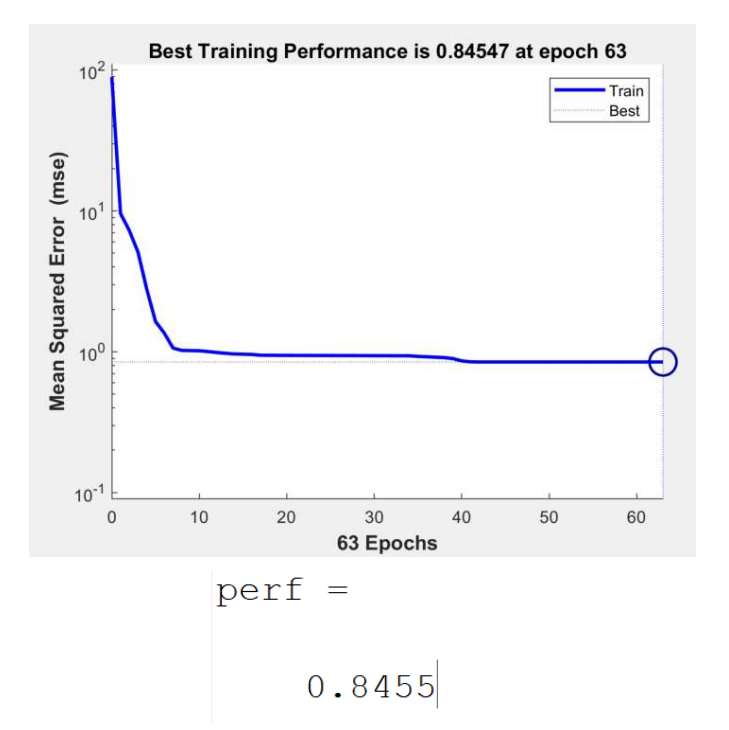 Best Training Performance is 0.84547 at epoch 63
Mean Squared Error (mse)
10^2
10^1
10^0
10^-1
Train
Best
0 10 20 30 40 50 60
63 Epochs
perf =
0.8455